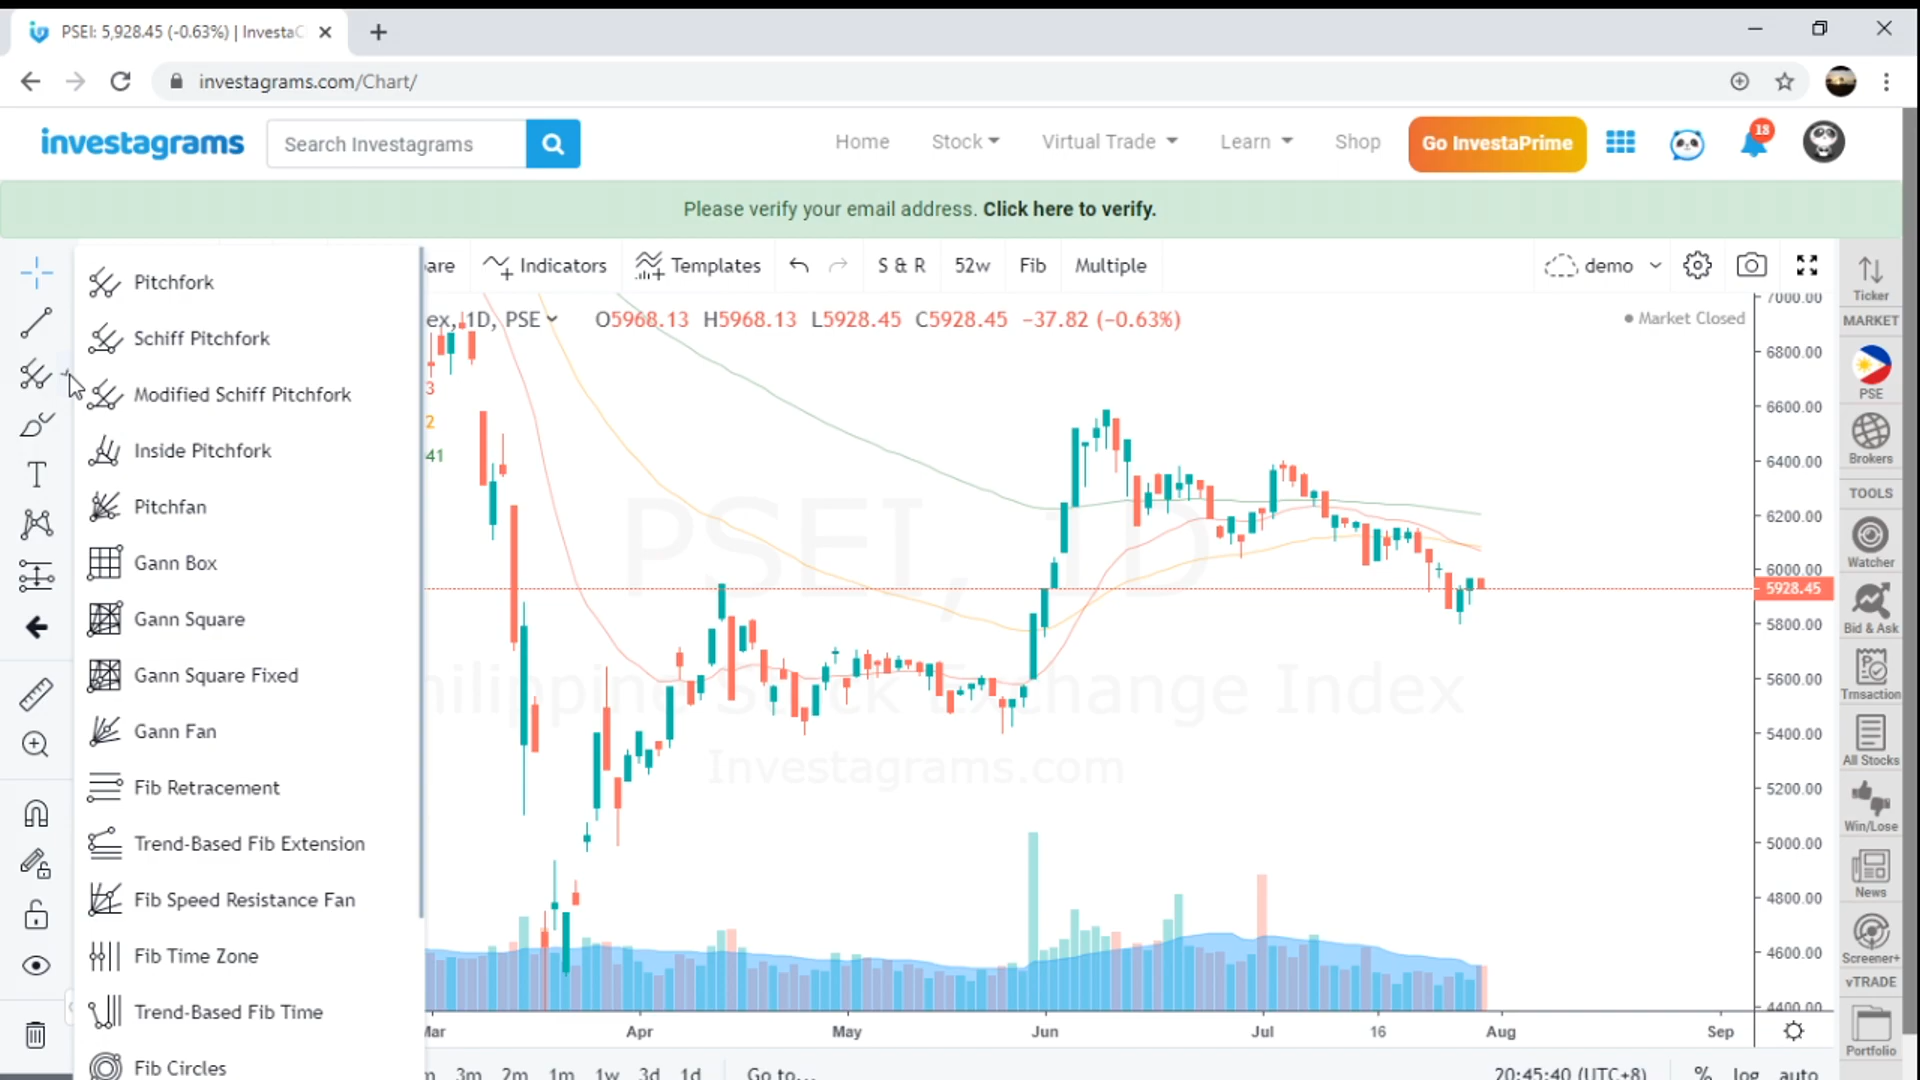 PSEI: 5,928.45 (-0.63%) | InvestaC
investagrams.com/Chart/
investagrams
Search Investagrams
Home
Stock
Virtual Trade
Learn
Shop
Go InvestaPrime
18
Please verify your email address. Click here to verify.
are
Indicators
Templates
S & R
52w
Fib
Multiple
demo
ex, 1D, PSE
O5968.13 H5968.13 L5928.45 C5928.45 −37.82 (−0.63%)
Market Closed
3
2
41
Pitchfork
Schiff Pitchfork
Modified Schiff Pitchfork
Inside Pitchfork
Pitchfan
Gann Box
Gann Square
Gann Square Fixed
Gann Fan
Fib Retracement
Trend-Based Fib Extension
Fib Speed Resistance Fan
Fib Time Zone
Trend-Based Fib Time
Fib Circles
PSEI, 1D
hilippine Stock Exchange Index
Investagrams.com
7000.00
6800.00
6600.00
6400.00
6200.00
6000.00
5928.45
5800.00
5600.00
5400.00
5200.00
5000.00
4800.00
4600.00
4400.00
Mar
Apr
May
Jun
Jul
16
Aug
Sep
3m
2m
1m
1w
3d
1d
Go to...
20:45:40 (UTC+8)
%
log
auto
Ticker
MARKET
PSE
Brokers
TOOLS
Watcher
Bid & Ask
Trnsaction
All Stocks
Win/Lose
News
Screener+
vTRADE
Portfolio